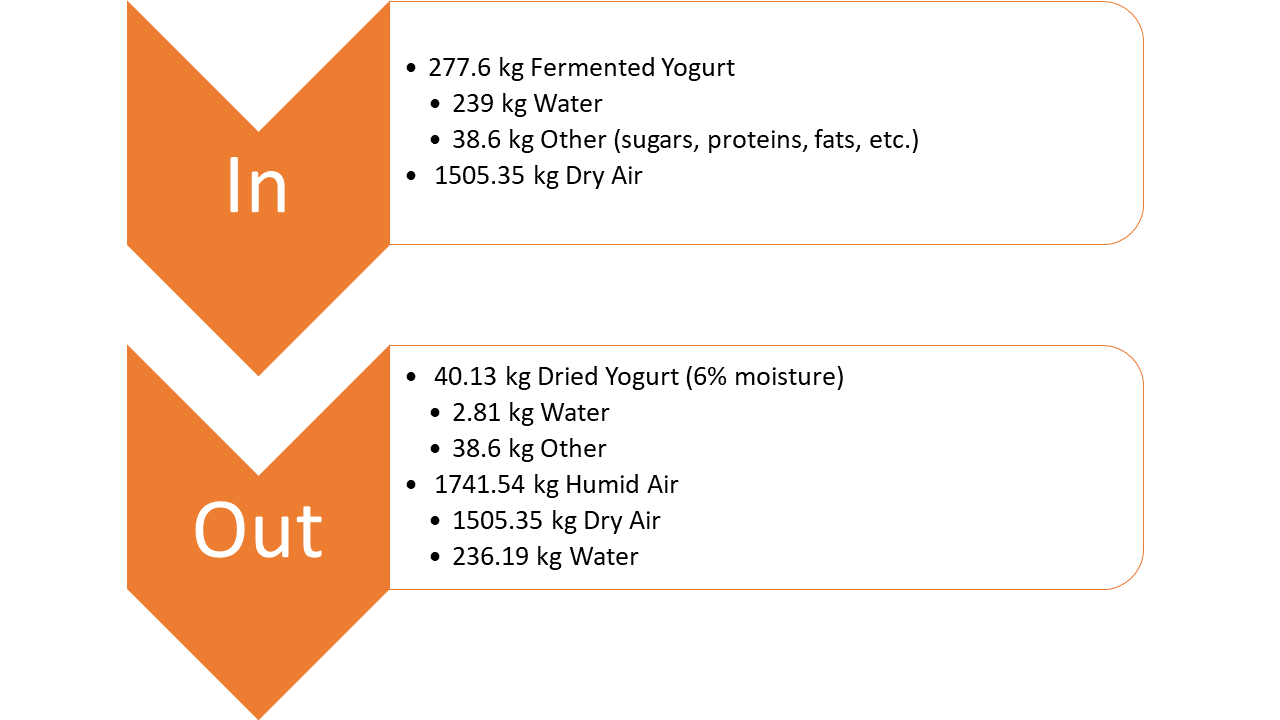 In
• 277.6 kg Fermented Yogurt
• 239 kg Water
• 38.6 kg Other (sugars, proteins, fats, etc.)
• 1505.35 kg Dry Air
Out
• 40.13 kg Dried Yogurt (6% moisture)
• 2.81 kg Water
• 38.6 kg Other
• 1741.54 kg Humid Air
• 1505.35 kg Dry Air
• 236.19 kg Water